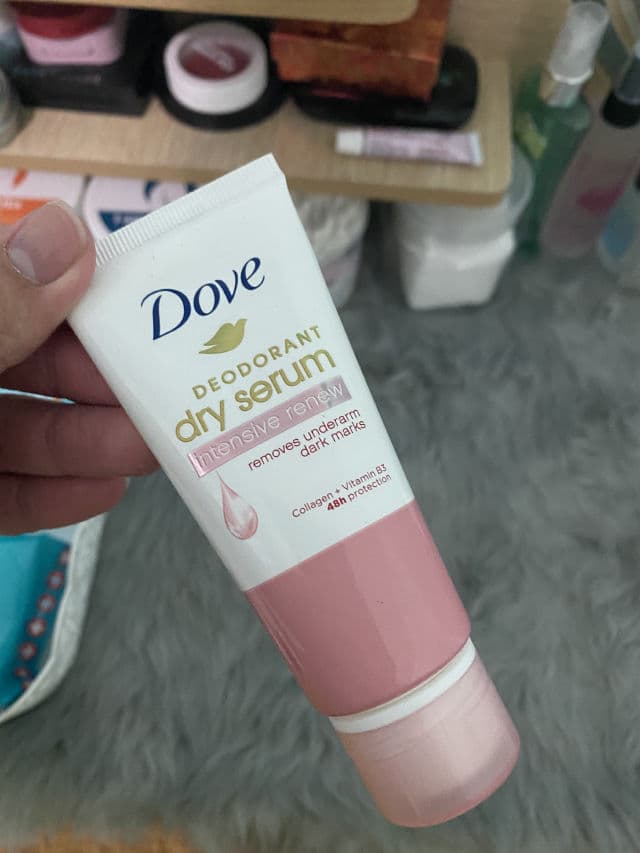 Dove
DEODORANT
dry serum
intensive renew
removes underarm
dark marks
Collagen + Vitamin B3
48h protection